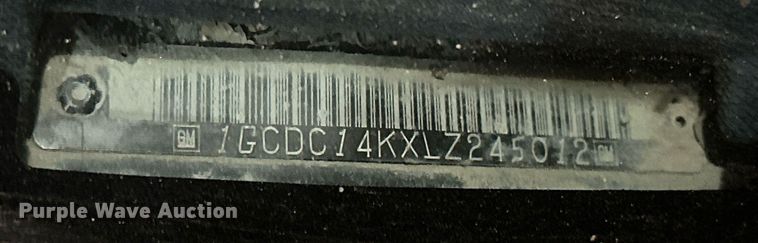 GM 1GCDC14KXLZ245012 GM
Purple Wave Auction